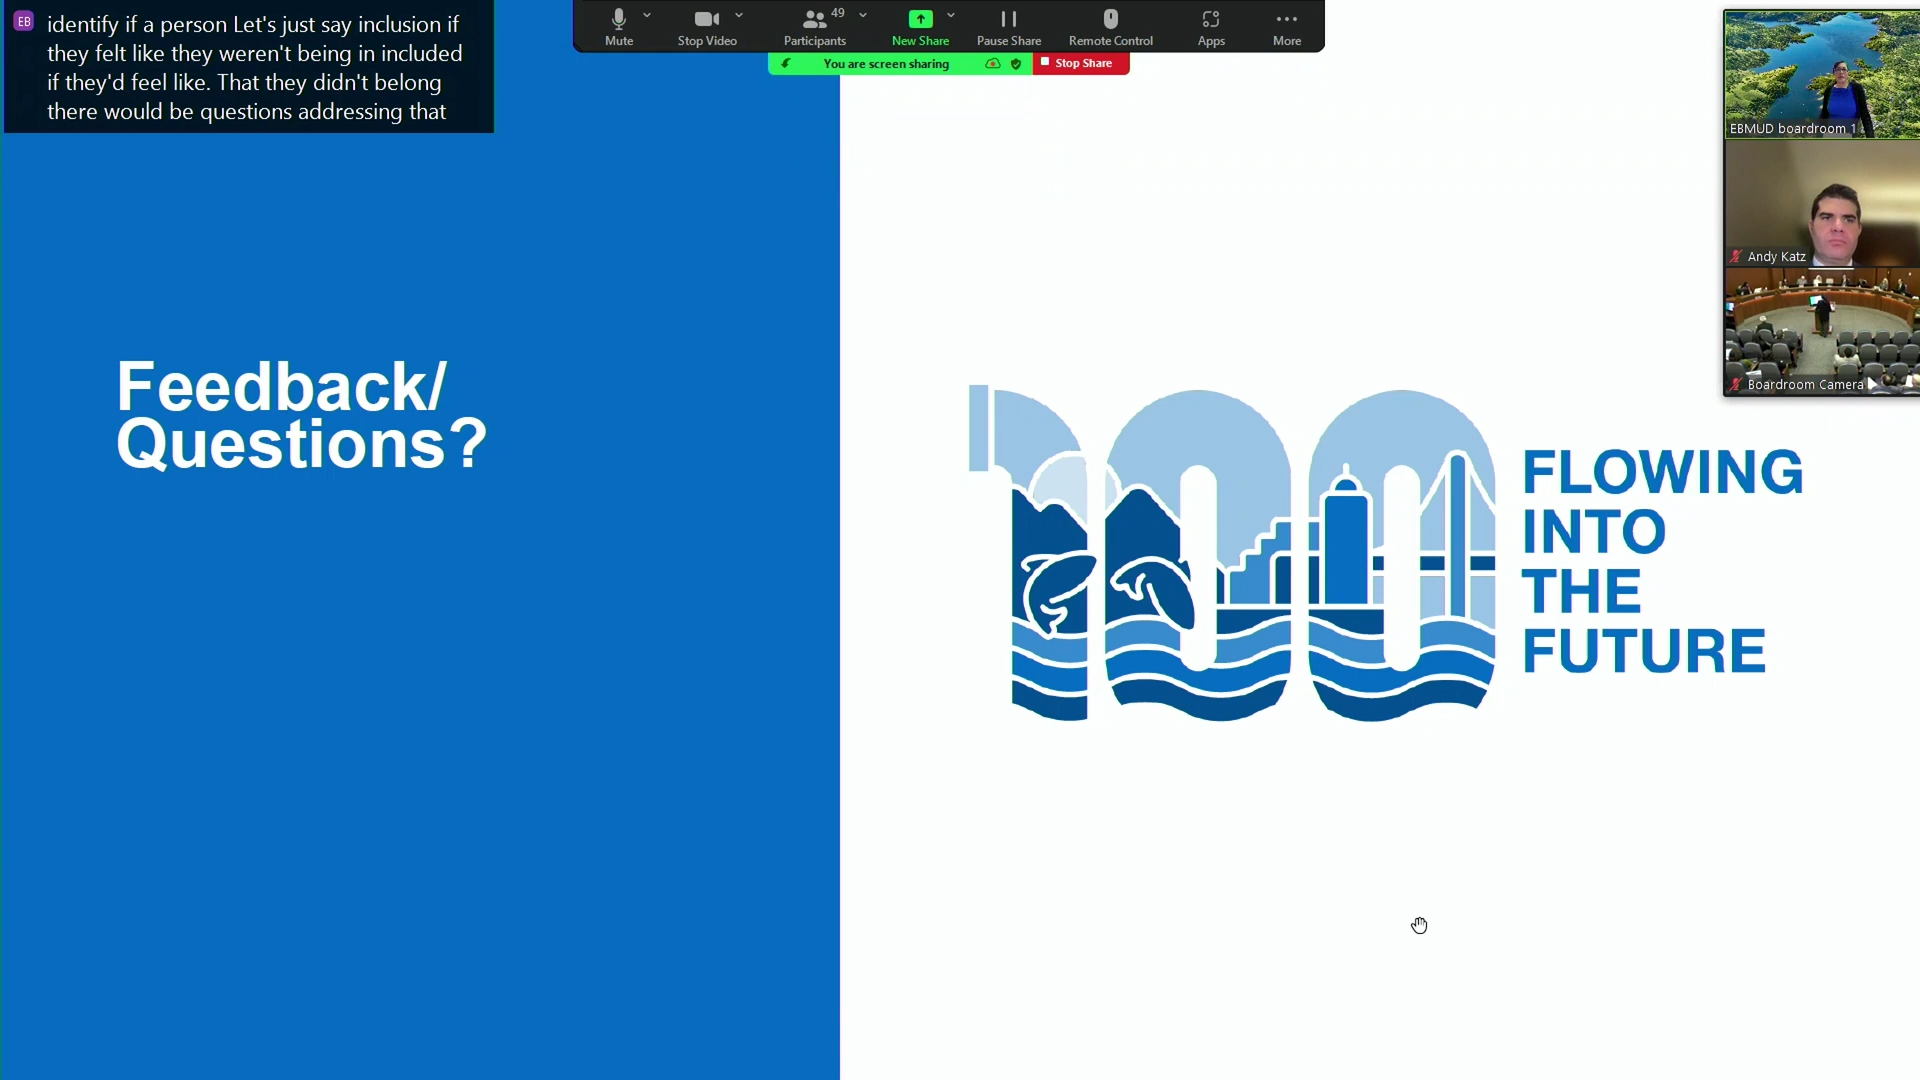 EB
identify if a person Let's just say inclusion if
they felt like they weren't being in included
if they'd feel like. That they didn't belong
there would be questions addressing that
49
Mute
Stop Video
Participants
New Share
Pause Share
Remote Control
Apps
More
You are screen sharing
Stop Share
EBMUD boardroom 1
Andy Katz
Boardroom Camera
Feedback/
Questions?
100
FLOWING
INTO
THE
FUTURE